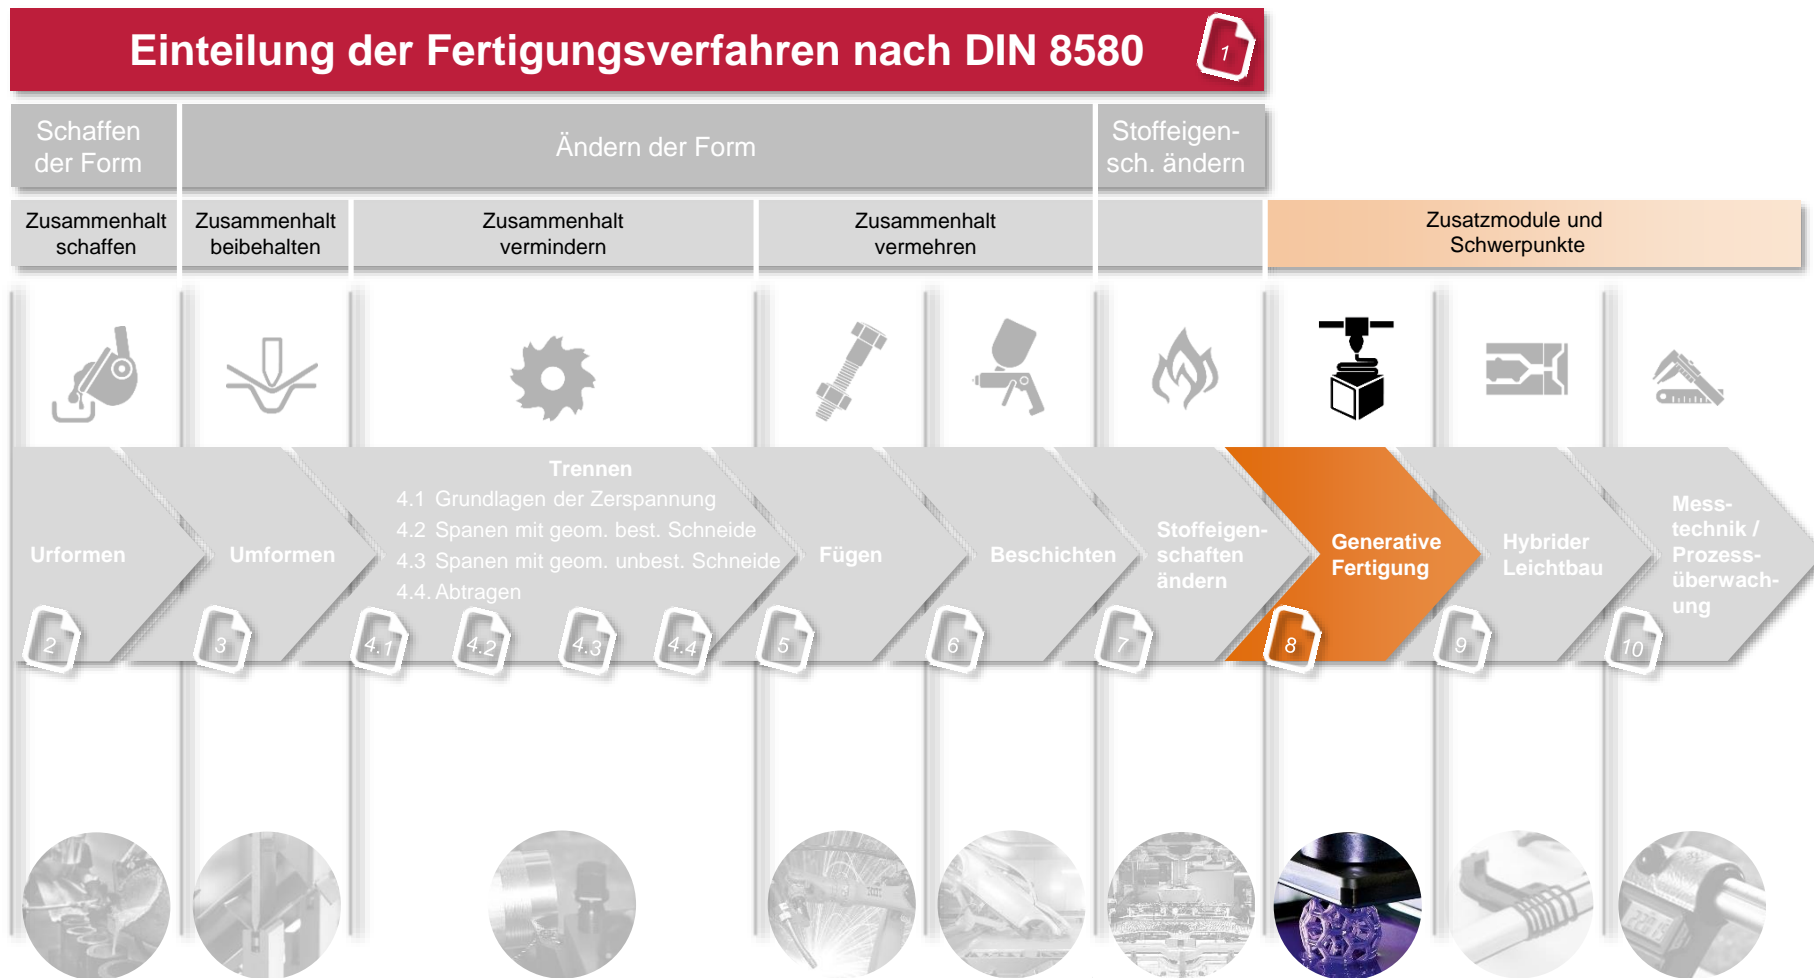 Einteilung der Fertigungsverfahren nach DIN 8580
1
Schaffen
der Form
Ändern der Form
Stoffeigen-
sch. ändern
Zusammenhalt
schaffen
Zusammenhalt
beibehalten
Zusammenhalt
vermindern
Zusammenhalt
vermehren
Zusatzmodule und
Schwerpunkte
Urformen
2
Umformen
3
Trennen
4.1 Grundlagen der Zerspannung
4.2 Spanen mit geom. best. Schneide
4.3 Spanen mit geom. unbest. Schneide
4.4. Abtragen
4.1
4.2
4.3
4.4
Fügen
5
Beschichten
6
Stoffeigen-
schaften
ändern
7
Generative
Fertigung
8
Hybrider
Leichtbau
9
Mess-
technik /
Prozess-
überwach-
ung
10